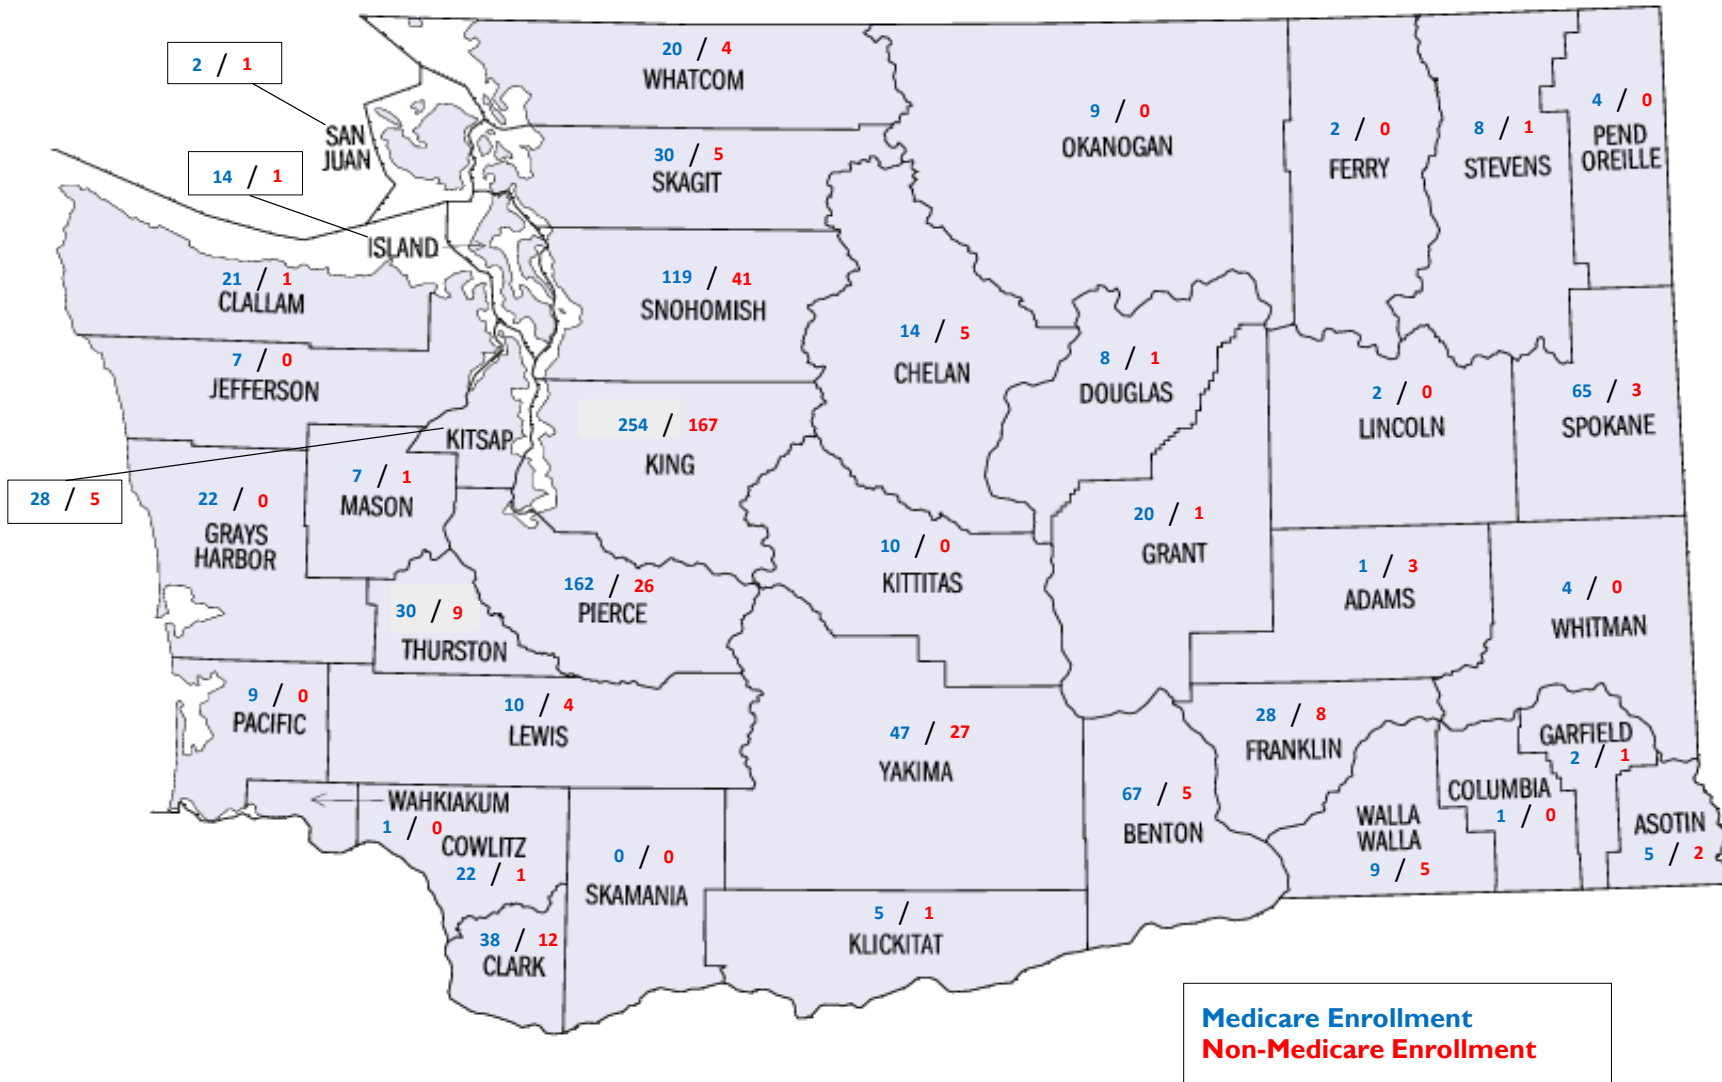 20 / 4
WHATCOM
2 / 1
SAN
JUAN
9 / 0
OKANOGAN
2 / 0
FERRY
8 / 1
STEVENS
4 / 0
PEND
OREILLE
30 / 5
SKAGIT
14 / 1
ISLAND
21 / 1
CLALLAM
119 / 41
SNOHOMISH
7 / 0
JEFFERSON
14 / 5
CHELAN
8 / 1
DOUGLAS
2 / 0
LINCOLN
65 / 3
SPOKANE
254 / 167
KING
KITSAP
28 / 5
7 / 1
MASON
22 / 0
GRAYS
HARBOR
20 / 1
GRANT
10 / 0
KITTITAS
1 / 3
ADAMS
4 / 0
WHITMAN
162 / 26
PIERCE
30 / 9
THURSTON
9 / 0
PACIFIC
10 / 4
LEWIS
47 / 27
YAKIMA
28 / 8
FRANKLIN
GARFIELD
2 / 1
67 / 5
BENTON
WALLA
WALLA
9 / 5
COLUMBIA
1 / 0
ASOTIN
5 / 2
WAHKIAKUM
1 / 0
COWLITZ
22 / 1
0 / 0
SKAMANIA
5 / 1
KLICKITAT
38 / 12
CLARK
Medicare Enrollment
Non-Medicare Enrollment